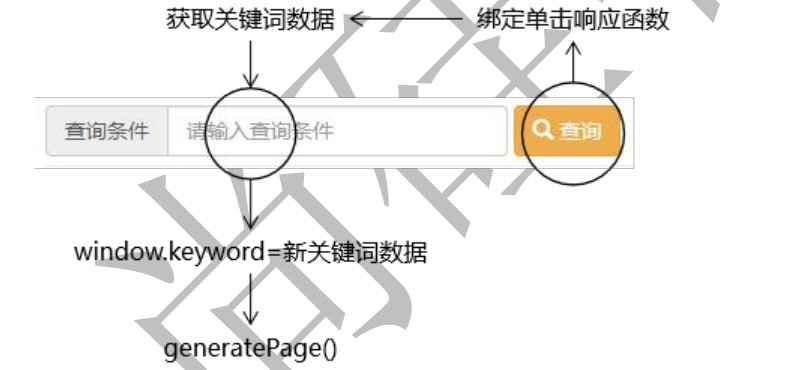 获取关键词数据 绑定单击响应函数
查询条件 请输入查询条件 查询
window.keyword=新关键词数据
generatePage()